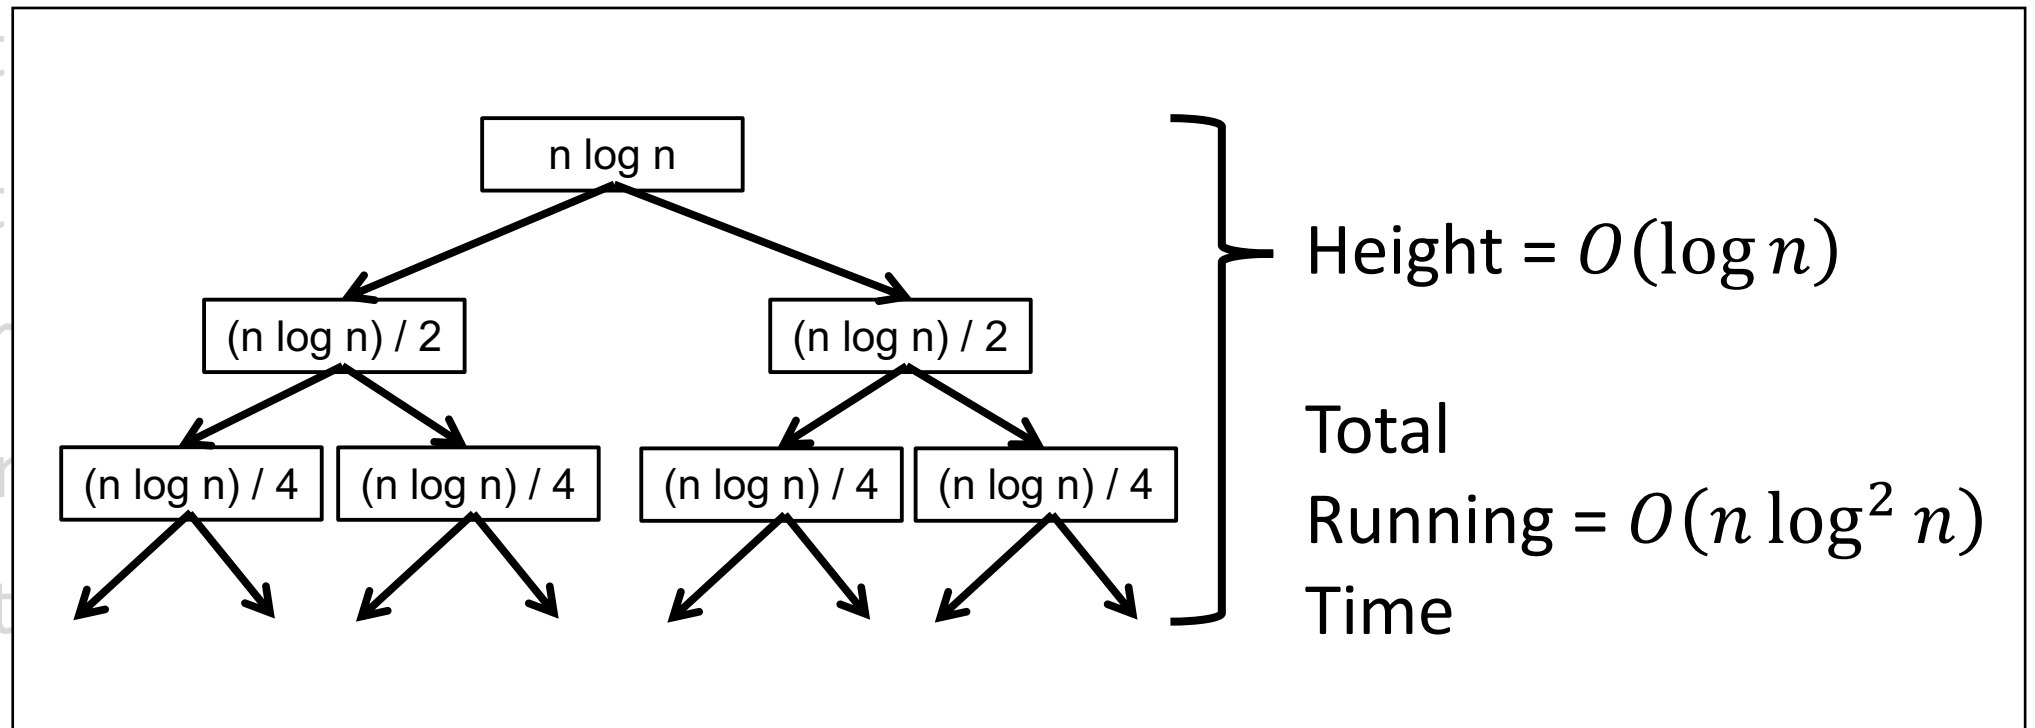 n log n
(n log n) / 2
(n log n) / 2
(n log n) / 4
(n log n) / 4
(n log n) / 4
(n log n) / 4
Height = O(log n)
Total
Running = O(n log² n)
Time